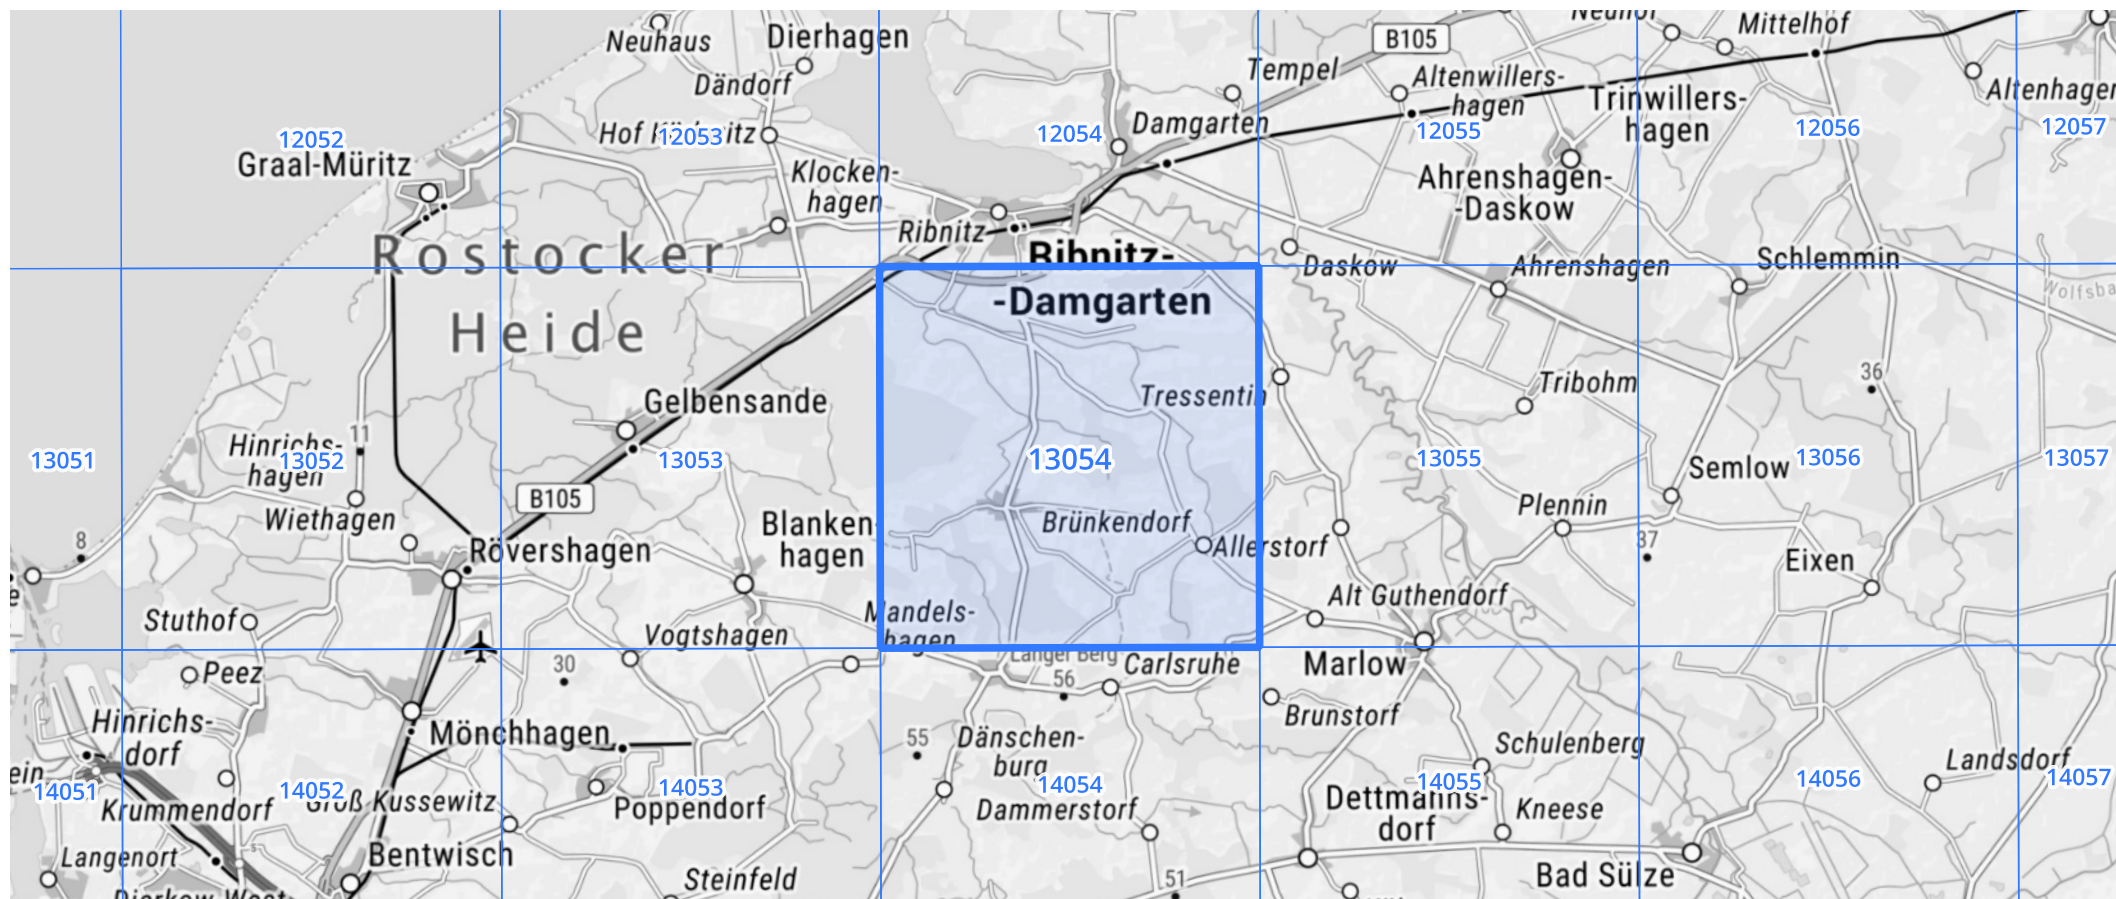 Neuhaus
Dierhagen
B105
Mittelhof
Dändorf
Tempel
Altenwillers-
hagen
Trinwillers-
hagen
Altenhagen
12052
Hof
12053
12054
Damgarten
12055
12056
12057
Graal-Müritz
Klocken-
hagen
Ahrenshagen-
-Daskow
Ribnitz
Rostocker
Heide
Ribnitz-
-Damgarten
Daskow
Ahrenshagen
Schlemmin
Gelbensande
Tressentin
Tribohm
36
11
Hinrichs-
hagen
13051
13052
13053
13054
13055
13056
13057
Semlow
B105
Wiethagen
Blanken-
hagen
Brünkendorf
Plennin
8
Rövershagen
Allerstorf
37
Eixen
Stuthof
Vogtshagen
Mandels-
hagen
Alt Guthendorf
Peez
30
Langer Berg
56
Carlsruhe
Marlow
Hinrichs-
dorf
Mönchhagen
55
Dänschen-
burg
Brunstorf
Schulenberg
Landsdorf
14051
14052
14053
14054
14055
14056
14057
Krummendorf
Groß Kussewitz
Poppendorf
Dammerstorf
Dettmanns-
dorf
Kneese
Langenort
Bentwisch
Steinfeld
51
Bad Sülze
Dierkow-West